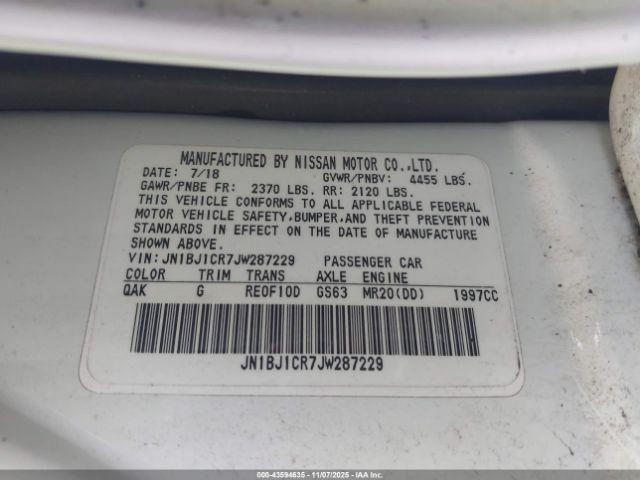 MANUFACTURED BY NISSAN MOTOR CO.,LTD.
DATE: 7/18 GVWR/PNBV: 4455 LBS.
GAWR/PNBE FR: 2370 LBS. RR: 2120 LBS.
THIS VEHICLE CONFORMS TO ALL APPLICABLE FEDERAL
MOTOR VEHICLE SAFETY,BUMPER,AND THEFT PREVENTION
STANDARDS IN EFFECT ON THE DATE OF MANUFACTURE
SHOWN ABOVE.
VIN:JN1BJ1CR7JW287229 PASSENGER CAR
COLOR TRIM TRANS AXLE ENGINE
QAK G RE0F10D GS63 MR20(DD) 1997CC
JN1BJ1CR7JW287229
000-43594635 - 11/07/2025 - IAAI.COM